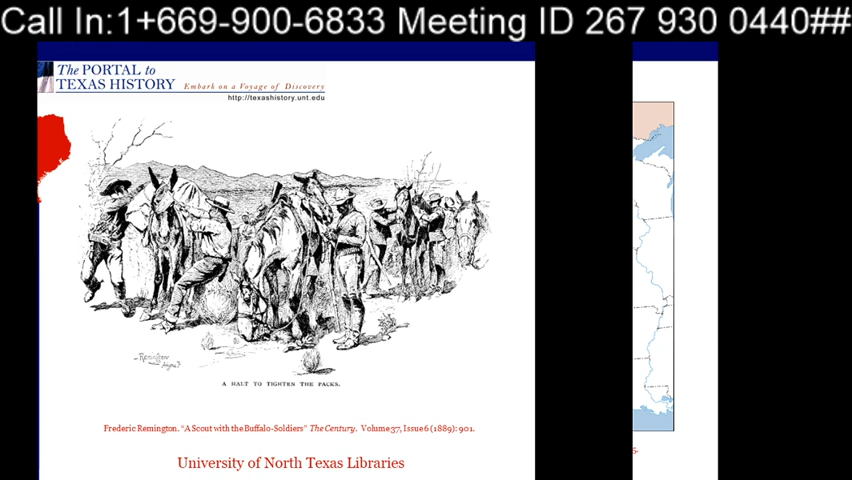 Call In:1+669-900-6833 Meeting ID 267 930 0440##
The PORTAL to
TEXAS HISTORY Embark on a Voyage of Discovery
http://texashistory.unt.edu
A HALT TO TIGHTEN THE PACKS.
Frederic Remington. "A Scout with the Buffalo-Soldiers" The Century. Volume 37, Issue 6 (1889): 901.
University of North Texas Libraries